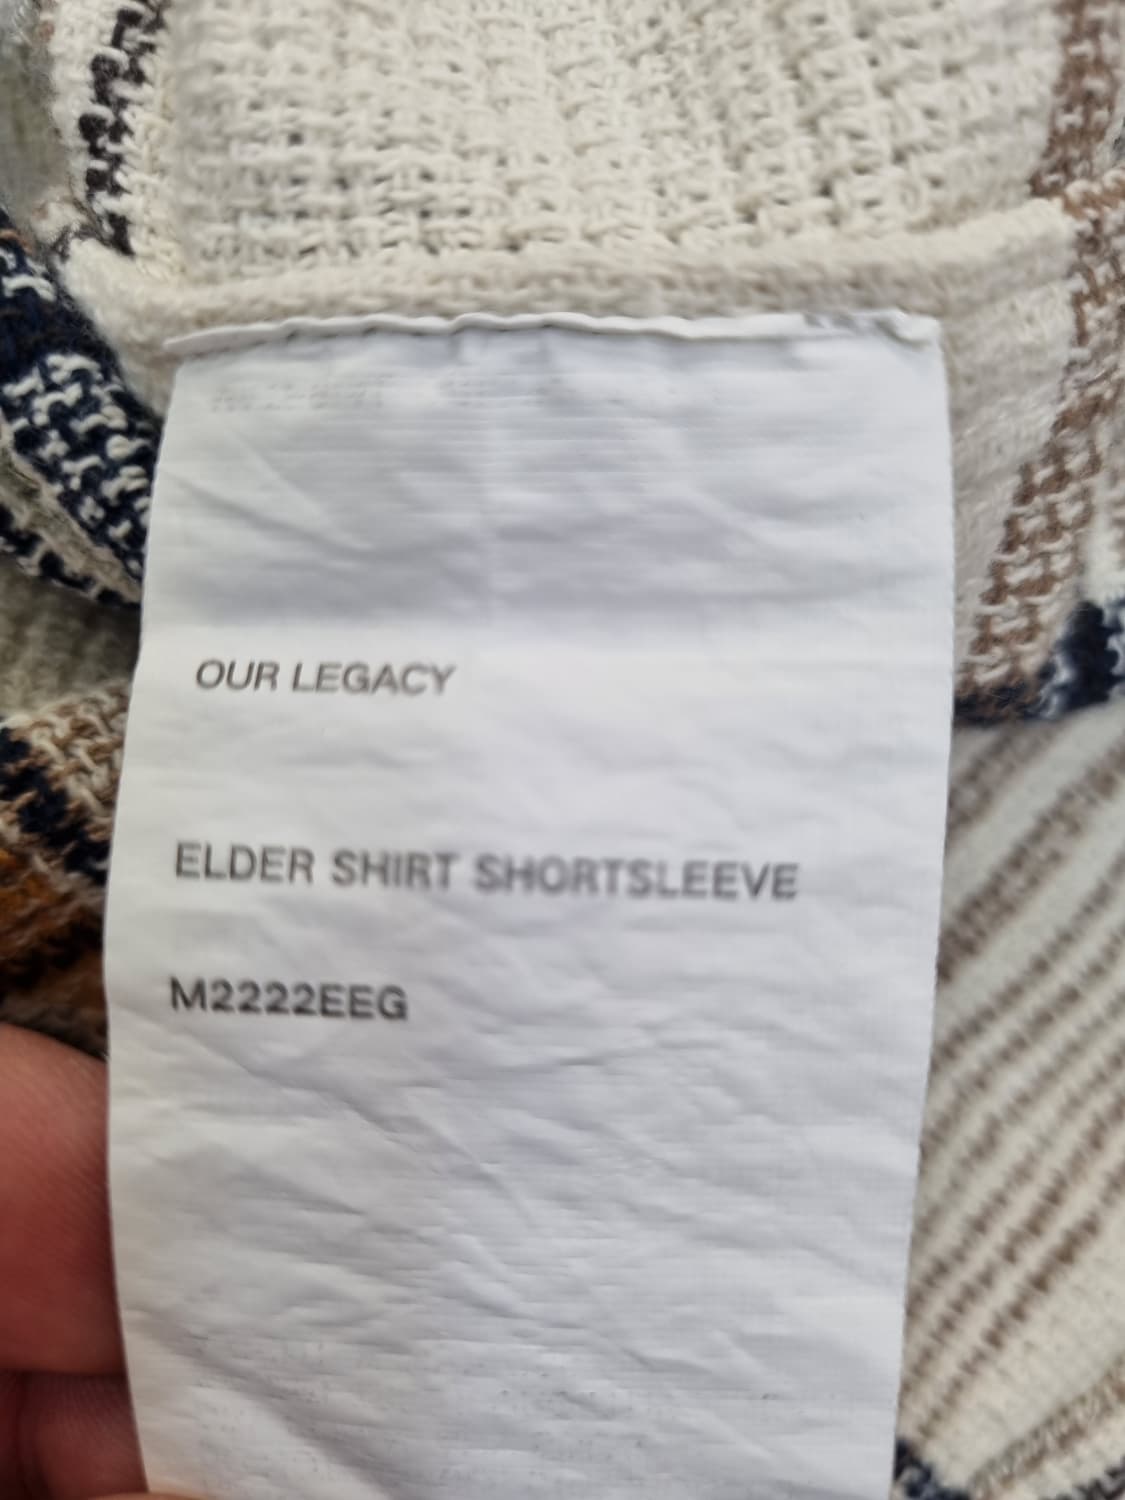 OUR LEGACY
ELDER SHIRT SHORTSLEEVE
M2222EEG